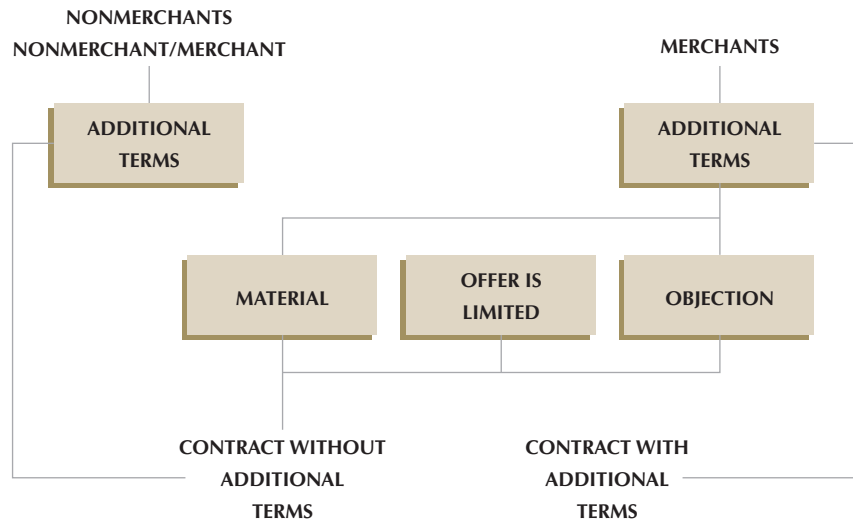 NONMERCHANTS
NONMERCHANT/MERCHANT
MERCHANTS
ADDITIONAL
TERMS
ADDITIONAL
TERMS
MATERIAL
OFFER IS
LIMITED
OBJECTION
CONTRACT WITHOUT
ADDITIONAL
TERMS
CONTRACT WITH
ADDITIONAL
TERMS